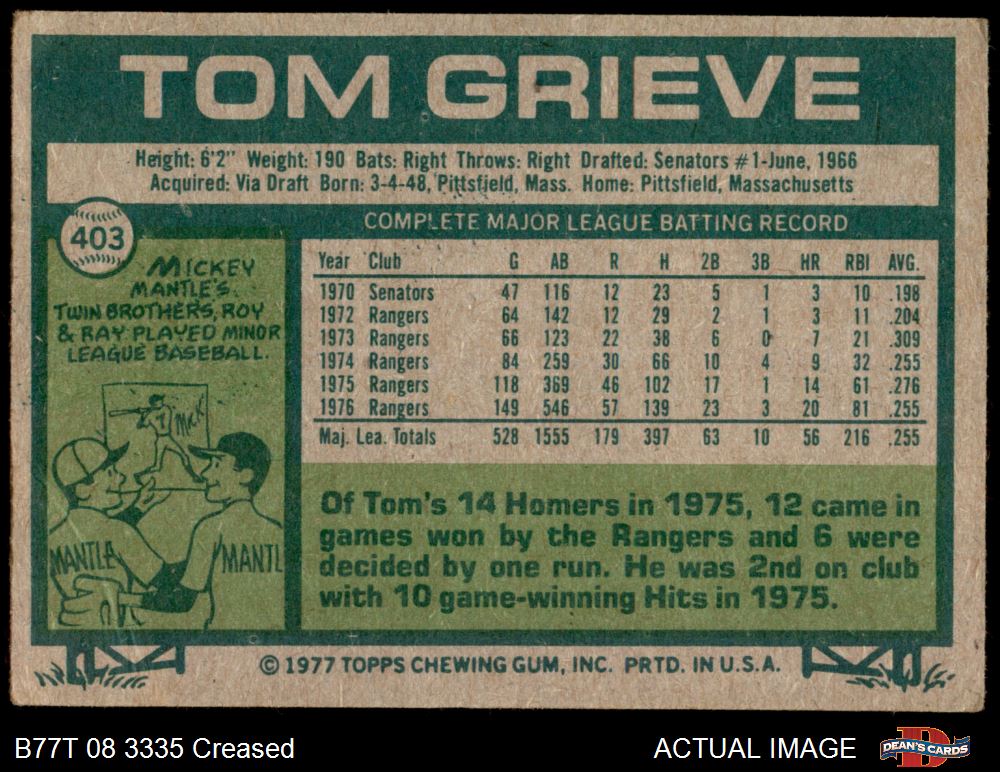 TOM GRIEVE
Height: 6'2" Weight: 190 Bats: Right Throws: Right Drafted: Senators #1-June, 1966
Acquired: Via Draft Born: 3-4-48, Pittsfield, Mass. Home: Pittsfield, Massachusetts
403
COMPLETE MAJOR LEAGUE BATTING RECORD
MICKEY
MANTLE'S
TWIN BROTHERS, ROY
& RAY PLAYED MINOR
LEAGUE BASEBALL.
MICK
MANTLE
MANTL
Year Club G AB R H 2B 3B HR RBI AVG.
1970 Senators 47 116 12 23 5 1 3 10 .198
1972 Rangers 64 142 12 29 2 1 3 11 .204
1973 Rangers 66 123 22 38 6 0 7 21 .309
1974 Rangers 84 259 30 66 10 4 9 32 .255
1975 Rangers 118 369 46 102 17 1 14 61 .276
1976 Rangers 149 546 57 139 23 3 20 81 .255
Maj. Lea. Totals 528 1555 179 397 63 10 56 216 .255
Of Tom's 14 Homers in 1975, 12 came in
games won by the Rangers and 6 were
decided by one run. He was 2nd on club
with 10 game-winning Hits in 1975.
© 1977 TOPPS CHEWING GUM, INC. PRTD. IN U.S.A.
B77T 08 3335 Creased
ACTUAL IMAGE
DEAN'S CARDS